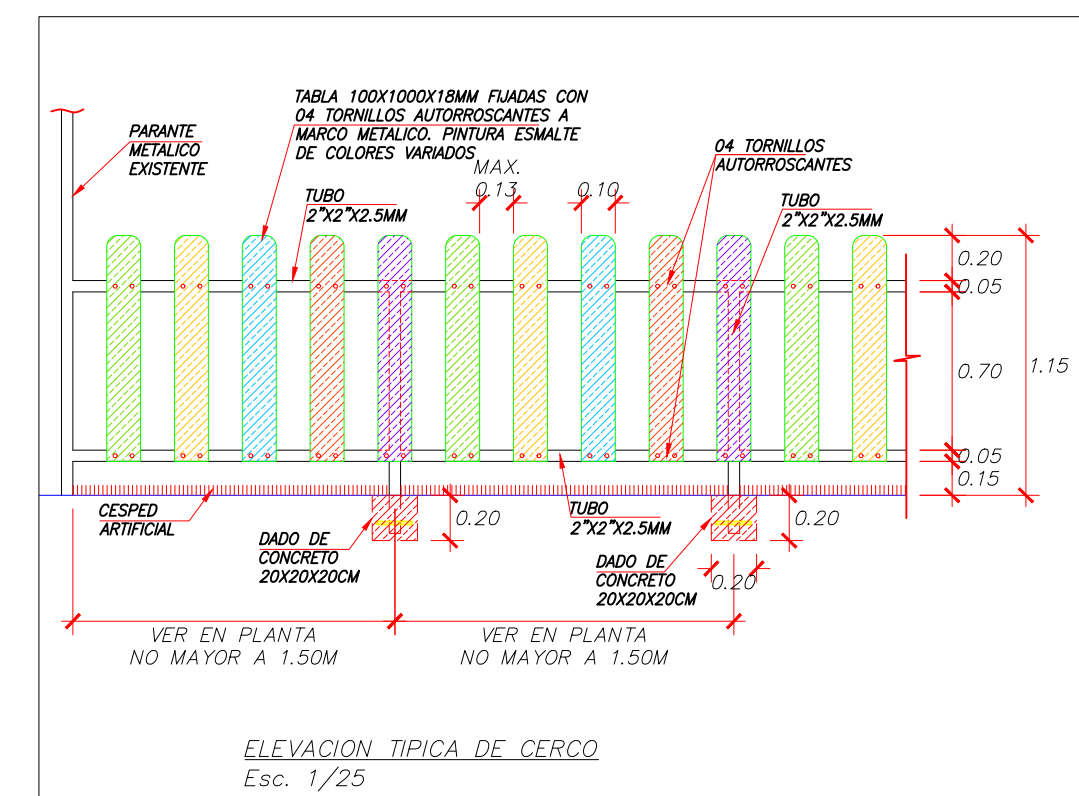 TABLA 100X1000X18MM FIJADAS CON
04 TORNILLOS AUTORROSCANTES A
MARCO METALICO. PINTURA ESMALTE
DE COLORES VARIADOS
PARANTE
METALICO
EXISTENTE
MAX.
0.13
0.10
04 TORNILLOS
AUTORROSCANTES
TUBO
2"X2"X2.5MM
TUBO
2"X2"X2.5MM
0.20
0.05
0.70
1.15
0.05
0.15
CESPED
ARTIFICIAL
0.20
TUBO
2"X2"X2.5MM
0.20
DADO DE
CONCRETO
20X20X20CM
DADO DE
CONCRETO
20X20X20CM
0.20
VER EN PLANTA
NO MAYOR A 1.50M
VER EN PLANTA
NO MAYOR A 1.50M
ELEVACION TIPICA DE CERCO
Esc. 1/25